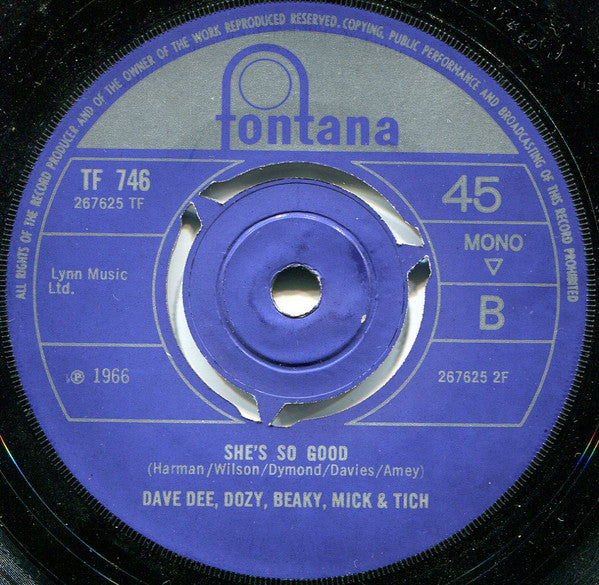 ALL RIGHTS OF THE RECORD PRODUCER AND OF THE OWNER OF THE WORK REPRODUCED RESERVED. COPYING, PUBLIC PERFORMANCE AND BROADCASTING OF THIS RECORD PROHIBITED
fontana
TF 746
267625 TF
45
MONO
Lynn Music
Ltd.
B
℗ 1966
267625 2F
SHE'S SO GOOD
(Harman/Wilson/Dymond/Davies/Amey)
DAVE DEE, DOZY, BEAKY, MICK & TICH